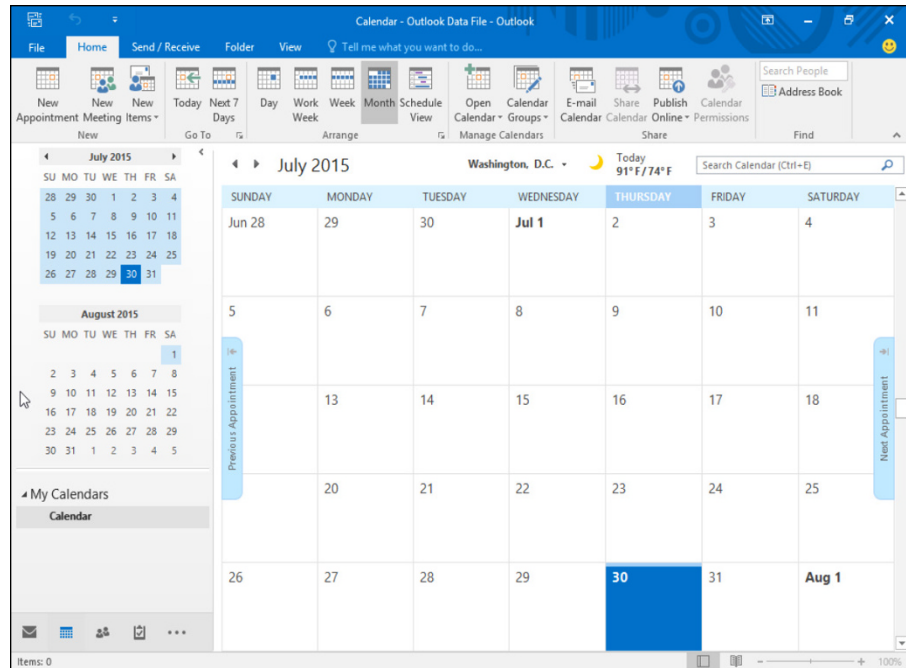 Calendar - Outlook Data File - Outlook
File Home Send / Receive Folder View Tell me what you want to do...
New Appointment
New Meeting
New Items
New
Today
Next 7 Days
Go To
Day
Work Week
Week
Month
Schedule View
Arrange
Open Calendar
Calendar Groups
Manage Calendars
E-mail Calendar
Share Calendar
Publish Online
Calendar Permissions
Share
Search People
Address Book
Find
July 2015
SU MO TU WE TH FR SA
28 29 30 1 2 3 4
5 6 7 8 9 10 11
12 13 14 15 16 17 18
19 20 21 22 23 24 25
26 27 28 29 30 31
August 2015
SU MO TU WE TH FR SA
1
2 3 4 5 6 7 8
9 10 11 12 13 14 15
16 17 18 19 20 21 22
23 24 25 26 27 28 29
30 31 1 2 3 4 5
My Calendars
Calendar
July 2015
Washington, D.C.
Today
91° F / 74° F
Search Calendar (Ctrl+E)
SUNDAY MONDAY TUESDAY WEDNESDAY THURSDAY FRIDAY SATURDAY
Jun 28 29 30 Jul 1 2 3 4
5 6 7 8 9 10 11
13 14 15 16 17 18
20 21 22 23 24 25
26 27 28 29 30 31 Aug 1
Previous Appointment
Next Appointment
Items: 0
100%